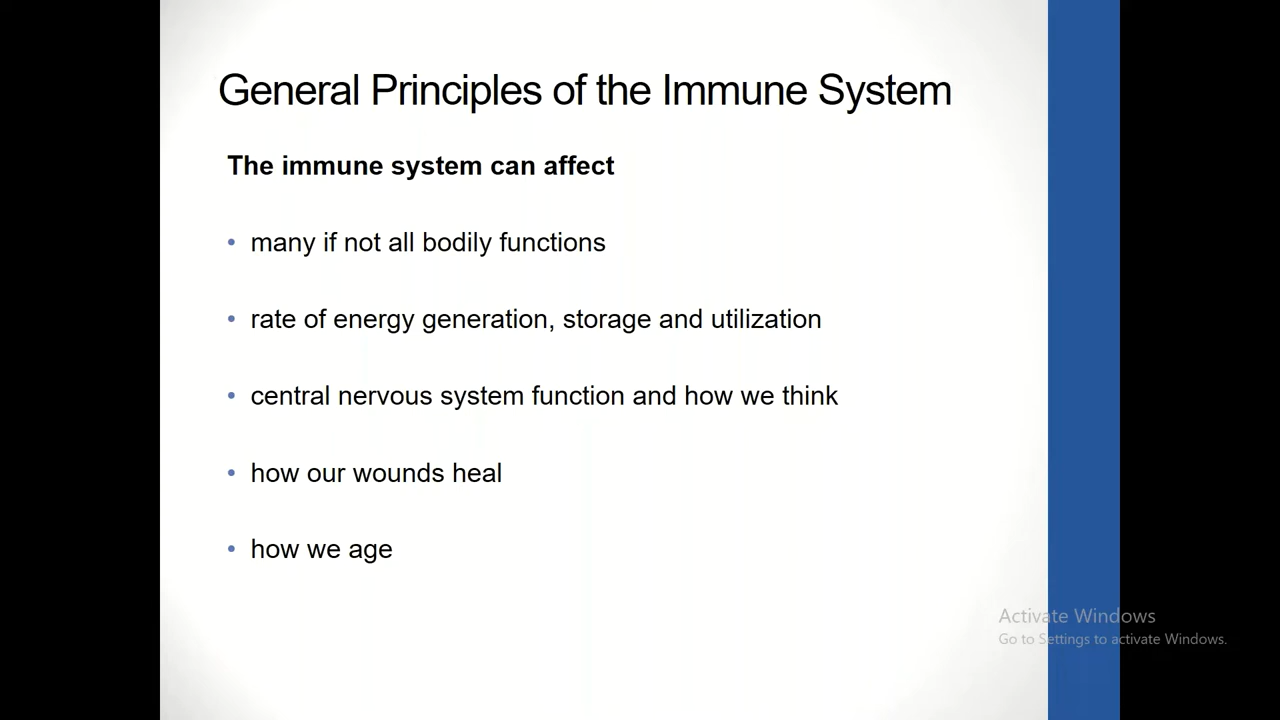 General Principles of the Immune System
The immune system can affect
• many if not all bodily functions
• rate of energy generation, storage and utilization
• central nervous system function and how we think
• how our wounds heal
• how we age
Activate Windows
Go to Settings to activate Windows.